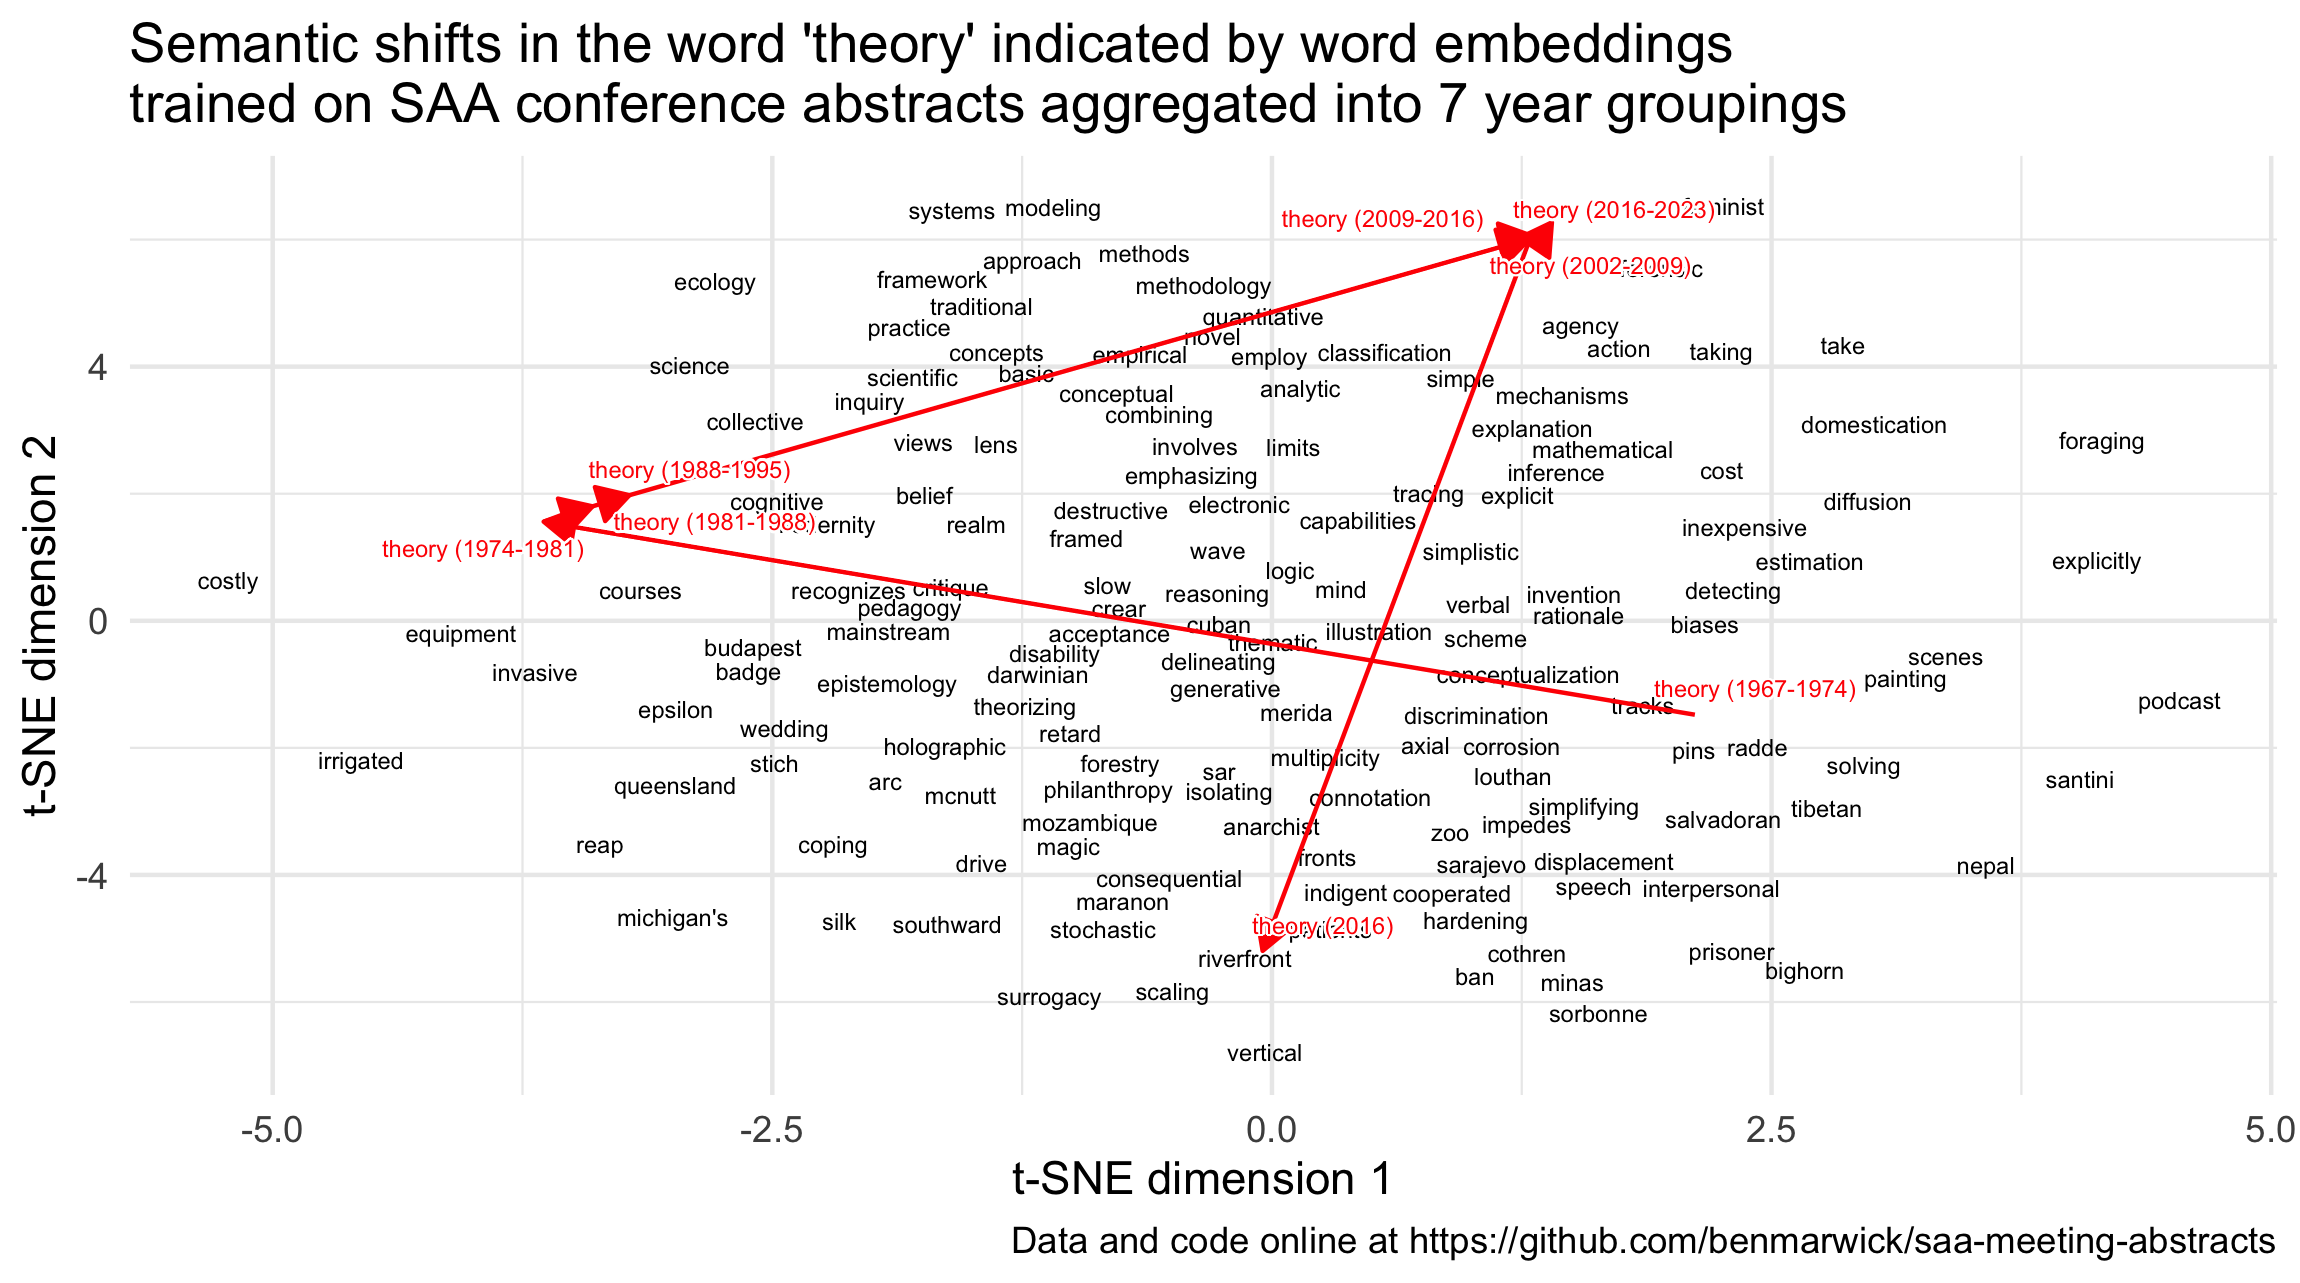 Semantic shifts in the word 'theory' indicated by word embeddings
trained on SAA conference abstracts aggregated into 7 year groupings
t-SNE dimension 2
4
0
-4
systems
modeling
theory (2009-2016)
theory (2016-2023)
approach
methods
theory (2002-2009)
ecology
framework
methodology
traditional
practice
quantitative
novel
agency
concepts
empirical
employ
classification
action
taking
take
science
scientific
basic
conceptual
analytic
simple
mechanisms
inquiry
combining
collective
explanation
domestication
foraging
views
lens
involves
limits
mathematical
theory (1988-1995)
emphasizing
inference
cost
cognitive
belief
electronic
tracing
explicit
diffusion
theory (1981-1988)
realm
destructive
capabilities
inexpensive
theory (1974-1981)
framed
wave
simplistic
estimation
explicitly
costly
courses
recognizes
critique
slow
reasoning
logic
mind
invention
detecting
pedagogy
crear
verbal
rationale
equipment
mainstream
acceptance
cuban
thematic
illustration
scheme
biases
budapest
disability
delineating
scenes
invasive
badge
epistemology
darwinian
generative
conceptualization
theory (1967-1974)
painting
epsilon
theorizing
merida
discrimination
tracks
podcast
wedding
retard
irrigated
holographic
multiplicity
axial
corrosion
pins
radde
stich
forestry
sar
louthan
solving
queensland
arc
mcnutt
philanthropy
isolating
connotation
simplifying
tibetan
santini
mozambique
anarchist
zoo
impedes
salvadoran
reap
coping
magic
drive
fronts
sarajevo
displacement
nepal
consequential
maranon
indigent
cooperated
speech
interpersonal
michigan's
silk
southward
stochastic
theory (2016)
hardening
riverfront
cothren
prisoner
surrogacy
scaling
ban
minas
bighorn
sorbonne
vertical
-5.0
-2.5
0.0
2.5
5.0
t-SNE dimension 1
Data and code online at https://github.com/benmarwick/saa-meeting-abstracts